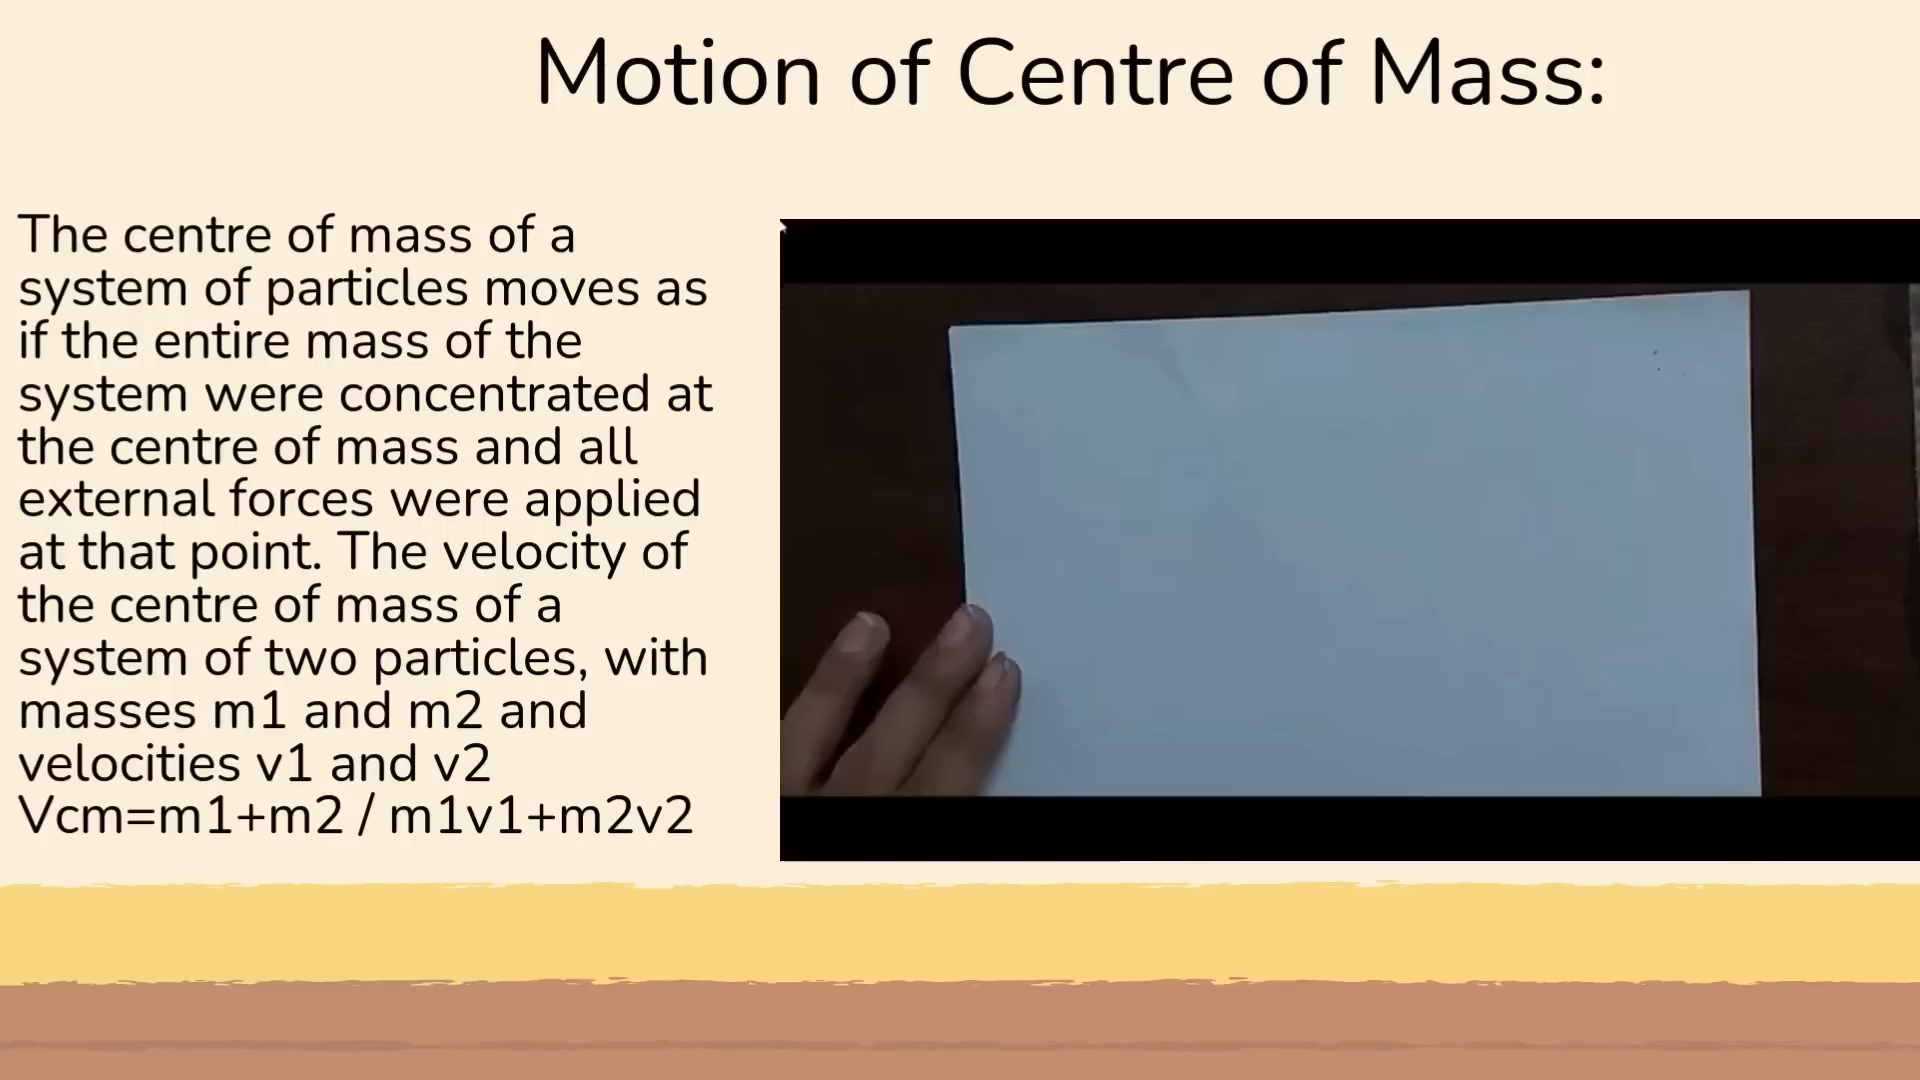 Motion of Centre of Mass:
The centre of mass of a
system of particles moves as
if the entire mass of the
system were concentrated at
the centre of mass and all
external forces were applied
at that point. The velocity of
the centre of mass of a
system of two particles, with
masses m1 and m2 and
velocities v1 and v2
Vcm=m1+m2 / m1v1+m2v2